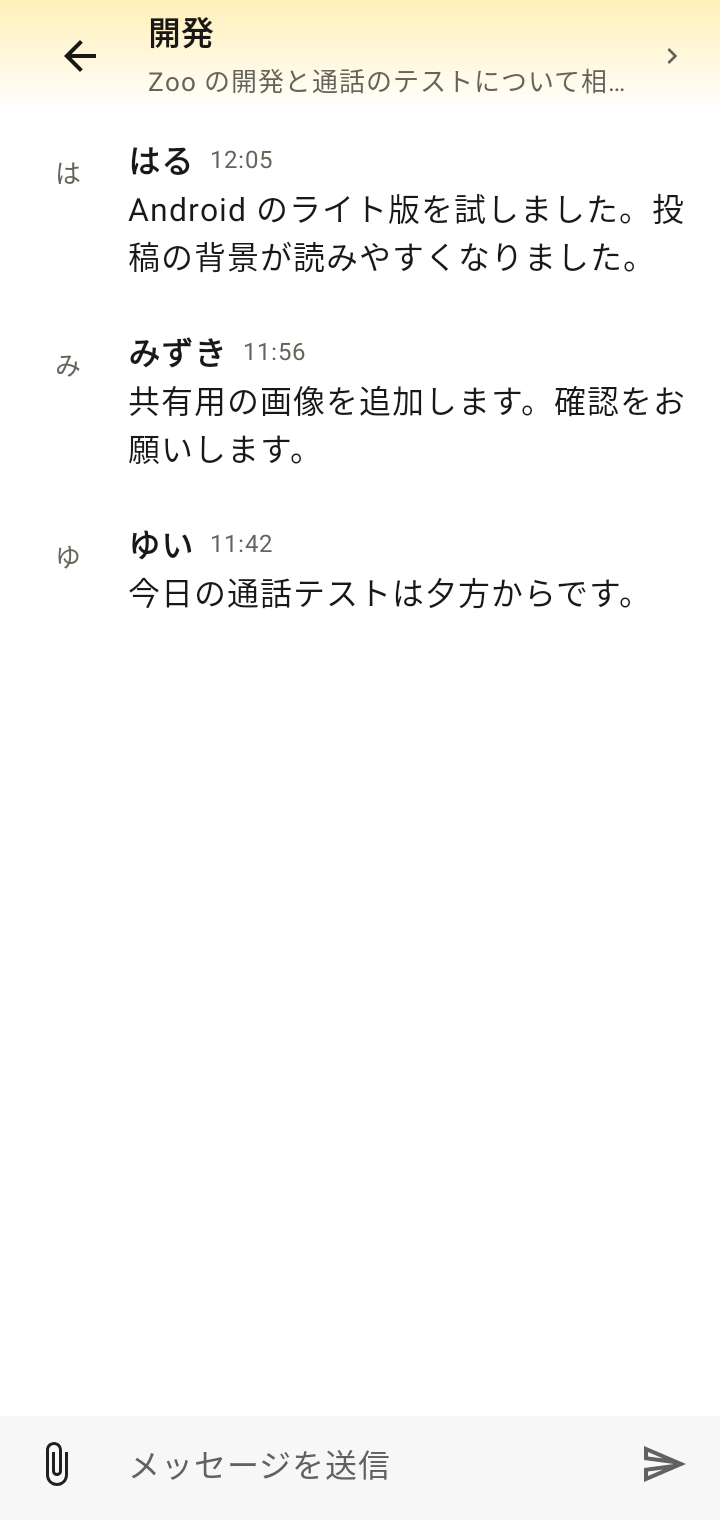 開発
Zoo の開発と通話のテストについて相…
は
はる 12:05
Android のライト版を試しました。投
稿の背景が読みやすくなりました。
み
みずき 11:56
共有用の画像を追加します。確認をお
願いします。
ゆ
ゆい 11:42
今日の通話テストは夕方からです。
メッセージを送信